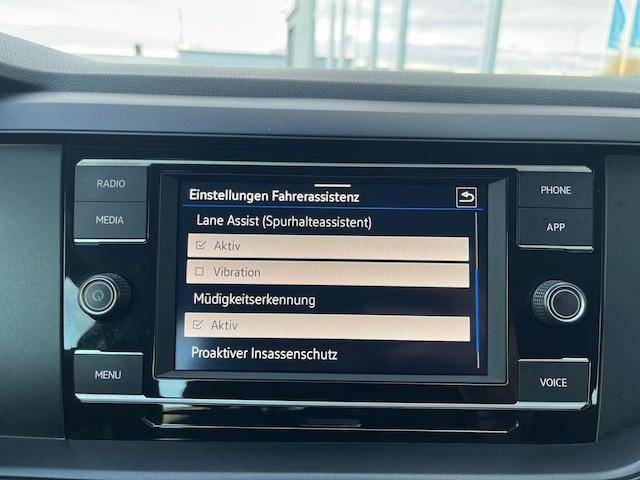 RADIO
MEDIA
MENU
Einstellungen Fahrerassistenz
Lane Assist (Spurhalteassistent)
Aktiv
Vibration
Müdigkeitserkennung
Aktiv
Proaktiver Insassenschutz
PHONE
APP
VOICE